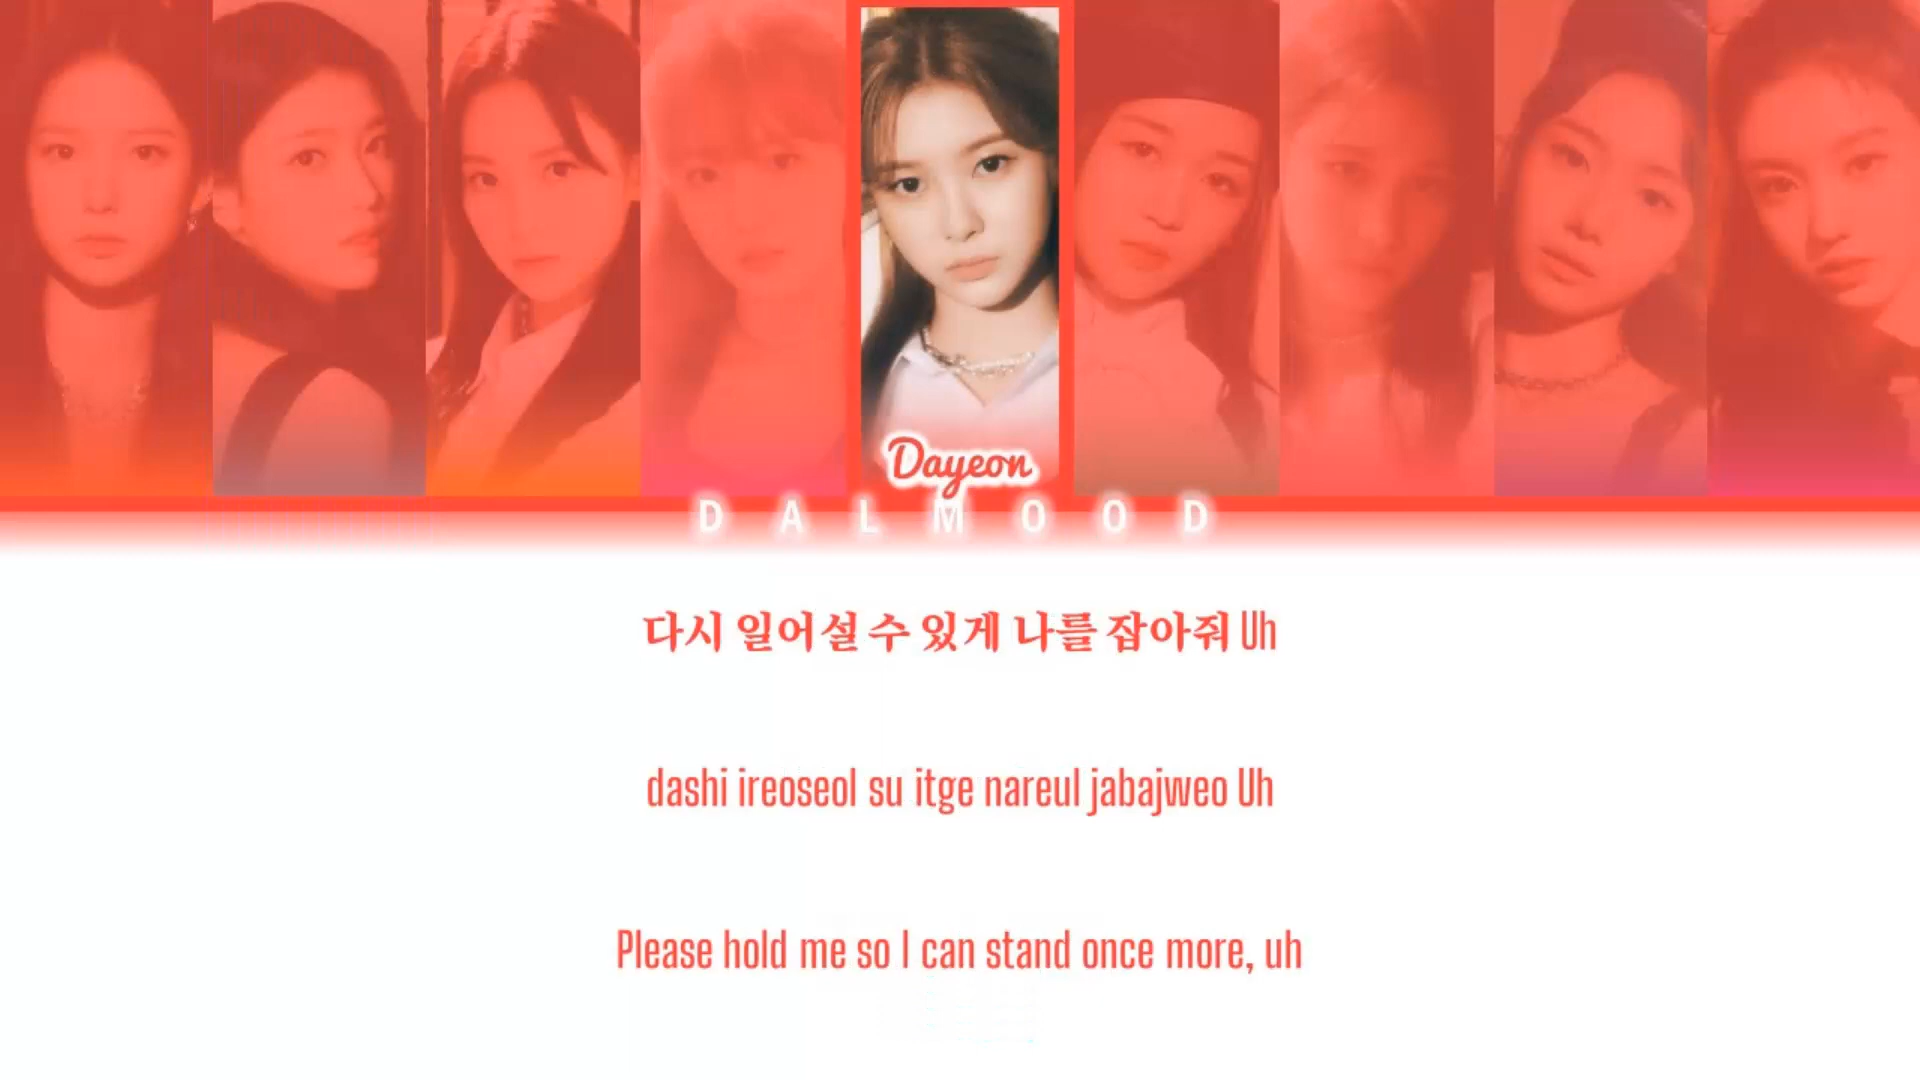 Dayeon
DALMOOD
다시 일어설 수 있게 나를 잡아줘 Uh
dashi ireoseol su itge nareul jabajweo Uh
Please hold me so I can stand once more, uh